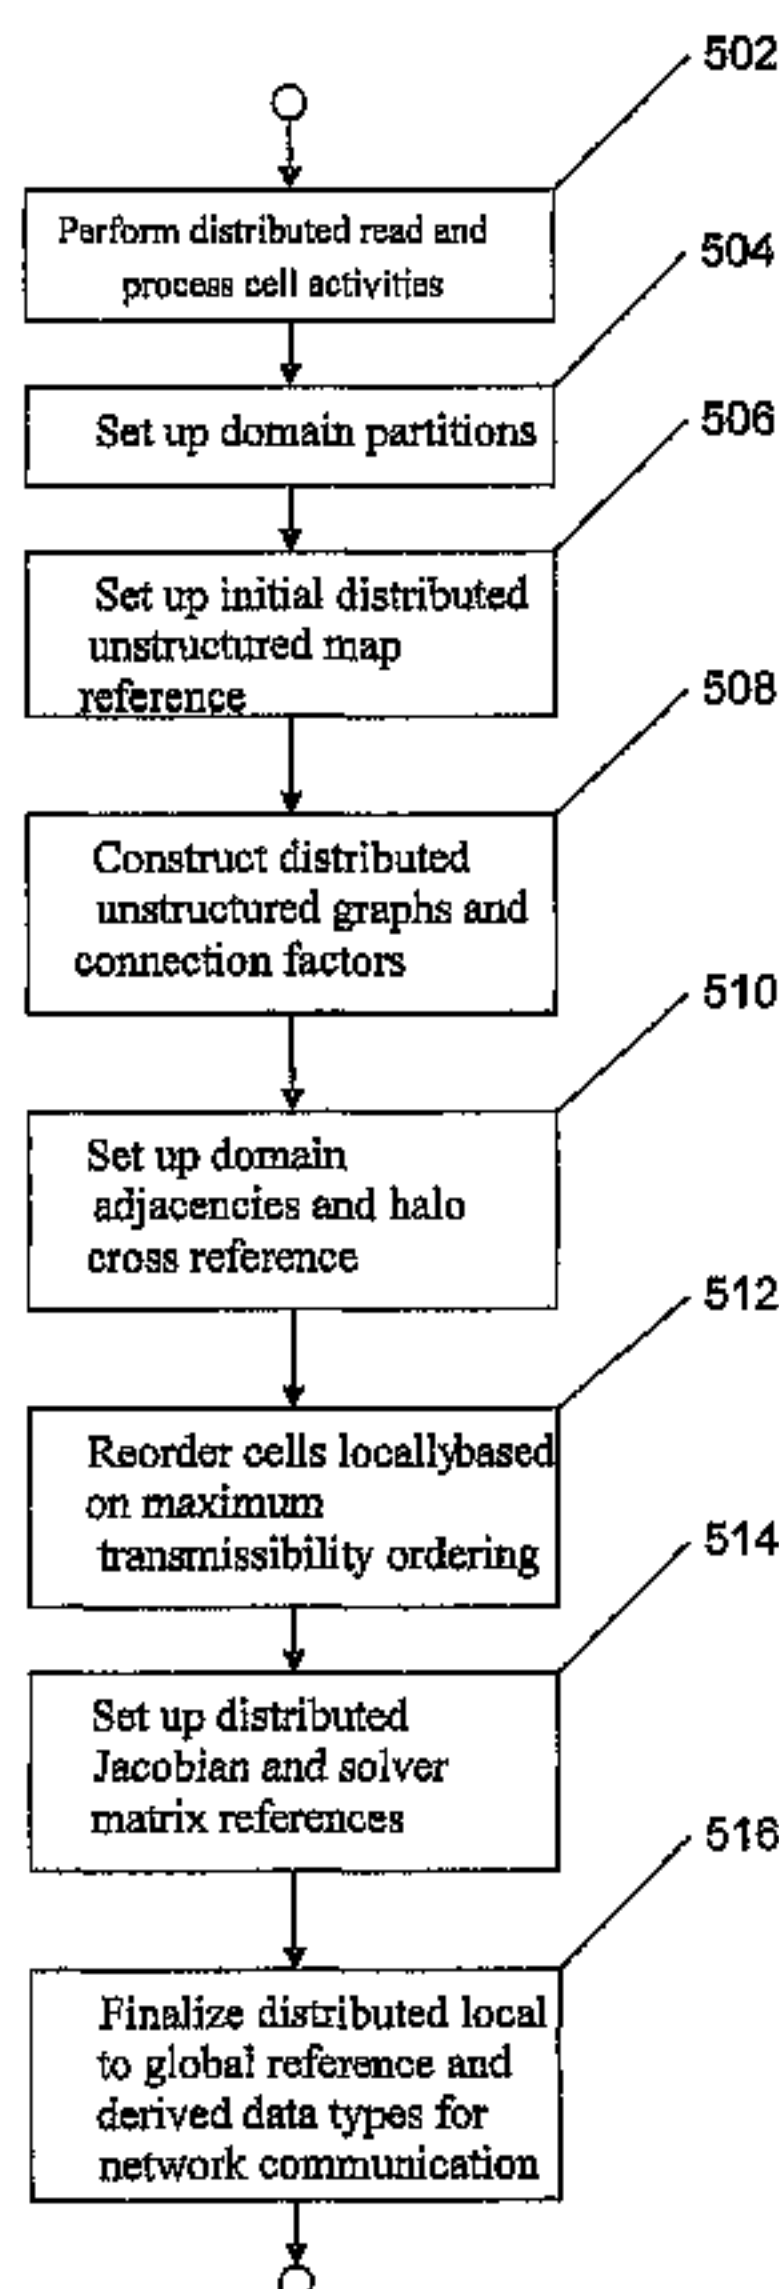 502
Perform distributed read and
process cell activities
504
Set up domain partitions
506
Set up initial distributed
unstructured map
reference
508
Construct distributed
unstructured graphs and
connection factors
510
Set up domain
adjacencies and halo
cross reference
512
Reorder cells locallybased
on maximum
transmissibility ordering
514
Set up distributed
Jacobian and solver
matrix references
516
Finalize distributed local
to global reference and
derived data types for
network communication